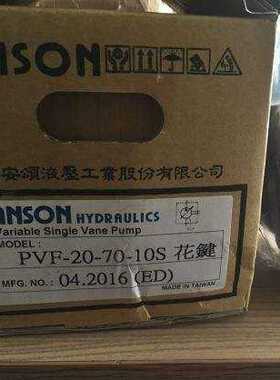 NSON
安頌液壓工業股份有限公司
ANSON HYDRAULICS
Variable Single Vane Pump
MODEL :
PVF-20-70-10S 花鍵
MFG. NO. : 04.2016 (ED)
MADE IN TAIWAN